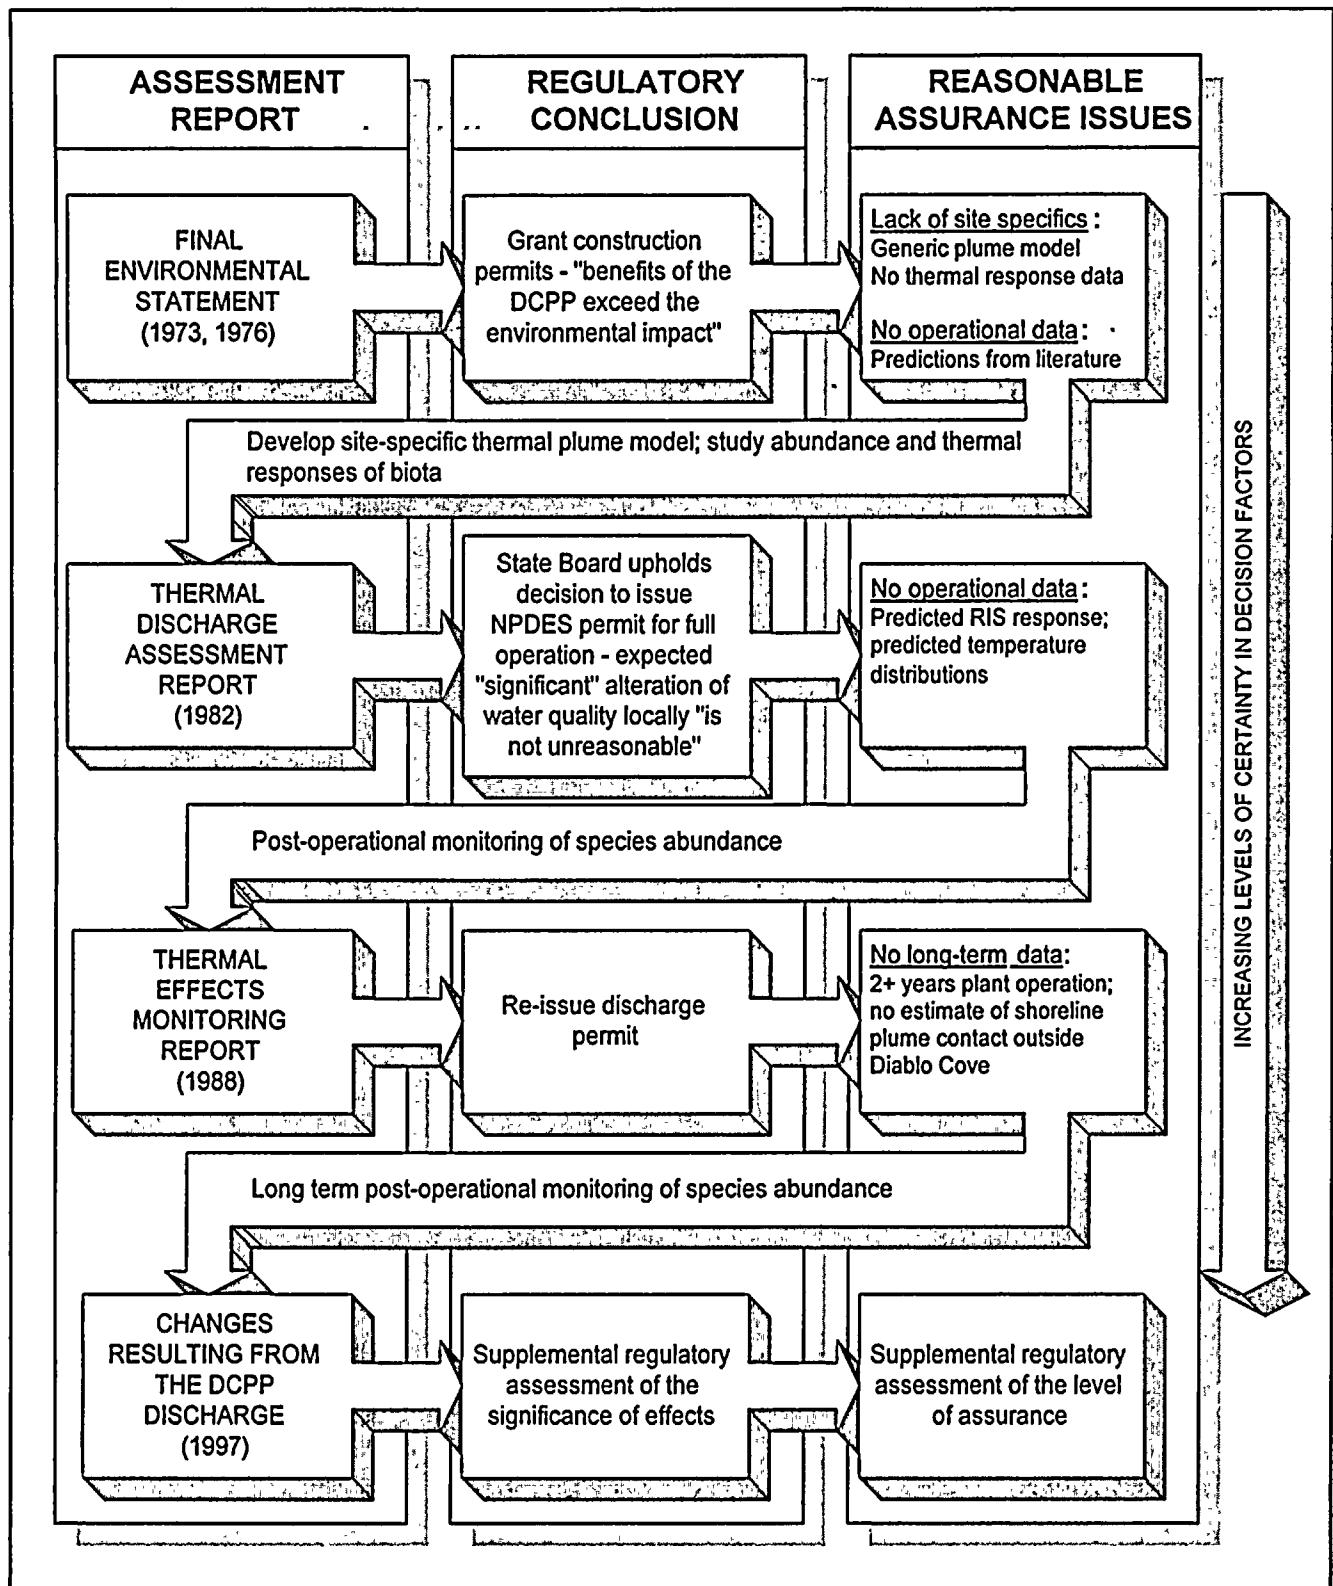 ASSESSMENT
REPORT
REGULATORY
CONCLUSION
REASONABLE
ASSURANCE ISSUES
FINAL
ENVIRONMENTAL
STATEMENT
(1973, 1976)
Grant construction
permits - "benefits of the
DCPP exceed the
environmental impact"
Lack of site specifics :
Generic plume model
No thermal response data
No operational data :
Predictions from literature
Develop site-specific thermal plume model; study abundance and thermal
responses of biota
THERMAL
DISCHARGE
ASSESSMENT
REPORT
(1982)
State Board upholds
decision to issue
NPDES permit for full
operation - expected
"significant" alteration of
water quality locally "is
not unreasonable"
No operational data :
Predicted RIS response;
predicted temperature
distributions
Post-operational monitoring of species abundance
THERMAL
EFFECTS
MONITORING
REPORT
(1988)
Re-issue discharge
permit
No long-term data:
2+ years plant operation;
no estimate of shoreline
plume contact outside
Diablo Cove
Long term post-operational monitoring of species abundance
CHANGES
RESULTING FROM
THE DCPP
DISCHARGE
(1997)
Supplemental regulatory
assessment of the
significance of effects
Supplemental regulatory
assessment of the level
of assurance
INCREASING LEVELS OF CERTAINTY IN DECISION FACTORS